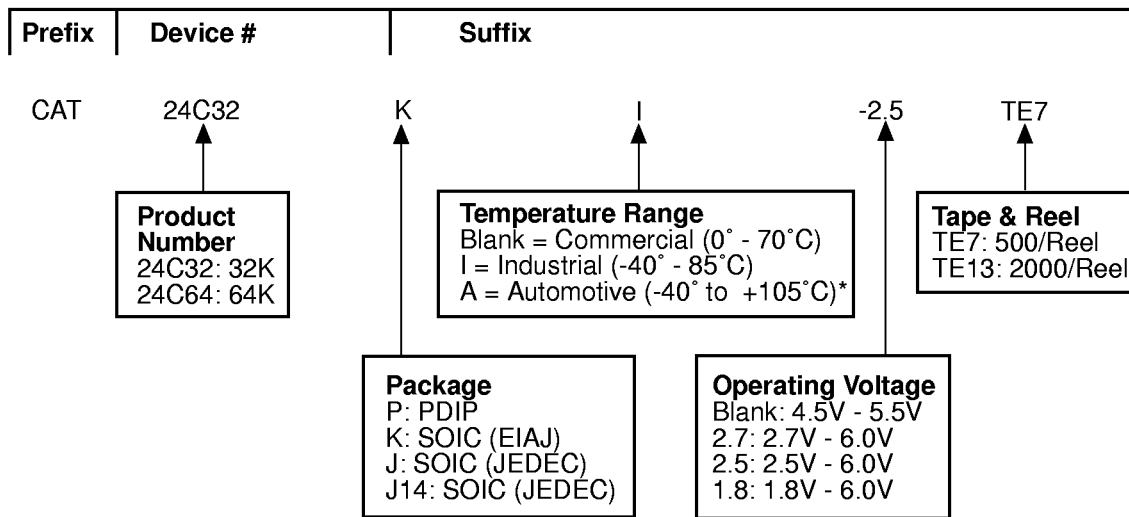 Prefix Device # Suffix
CAT 24C32 K I -2.5 TE7
Product
Number
24C32: 32K
24C64: 64K
Temperature Range
Blank = Commercial (0˚ - 70˚C)
I = Industrial (-40˚ - 85˚C)
A = Automotive (-40˚ to +105˚C)*
Tape & Reel
TE7: 500/Reel
TE13: 2000/Reel
Package
P: PDIP
K: SOIC (EIAJ)
J: SOIC (JEDEC)
J14: SOIC (JEDEC)
Operating Voltage
Blank: 4.5V - 5.5V
2.7: 2.7V - 6.0V
2.5: 2.5V - 6.0V
1.8: 1.8V - 6.0V